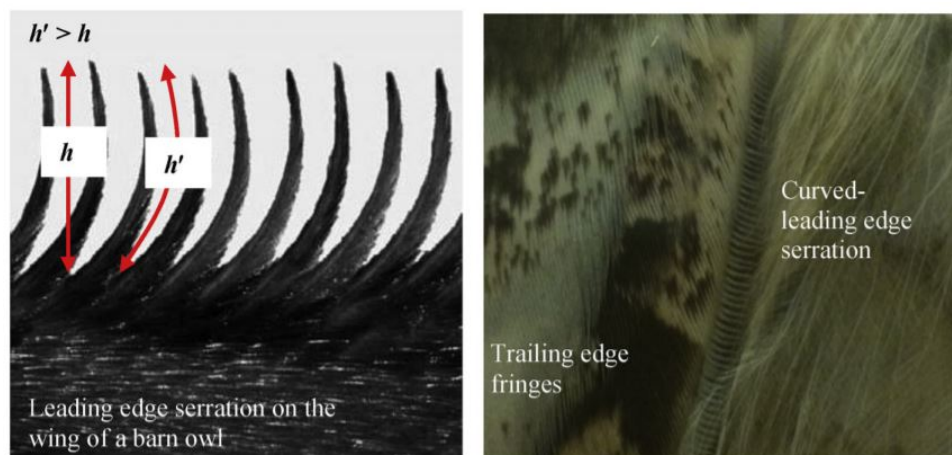 h' > h
h
h'
Leading edge serration on the
wing of a barn owl
Curved-
leading edge
serration
Trailing edge
fringes